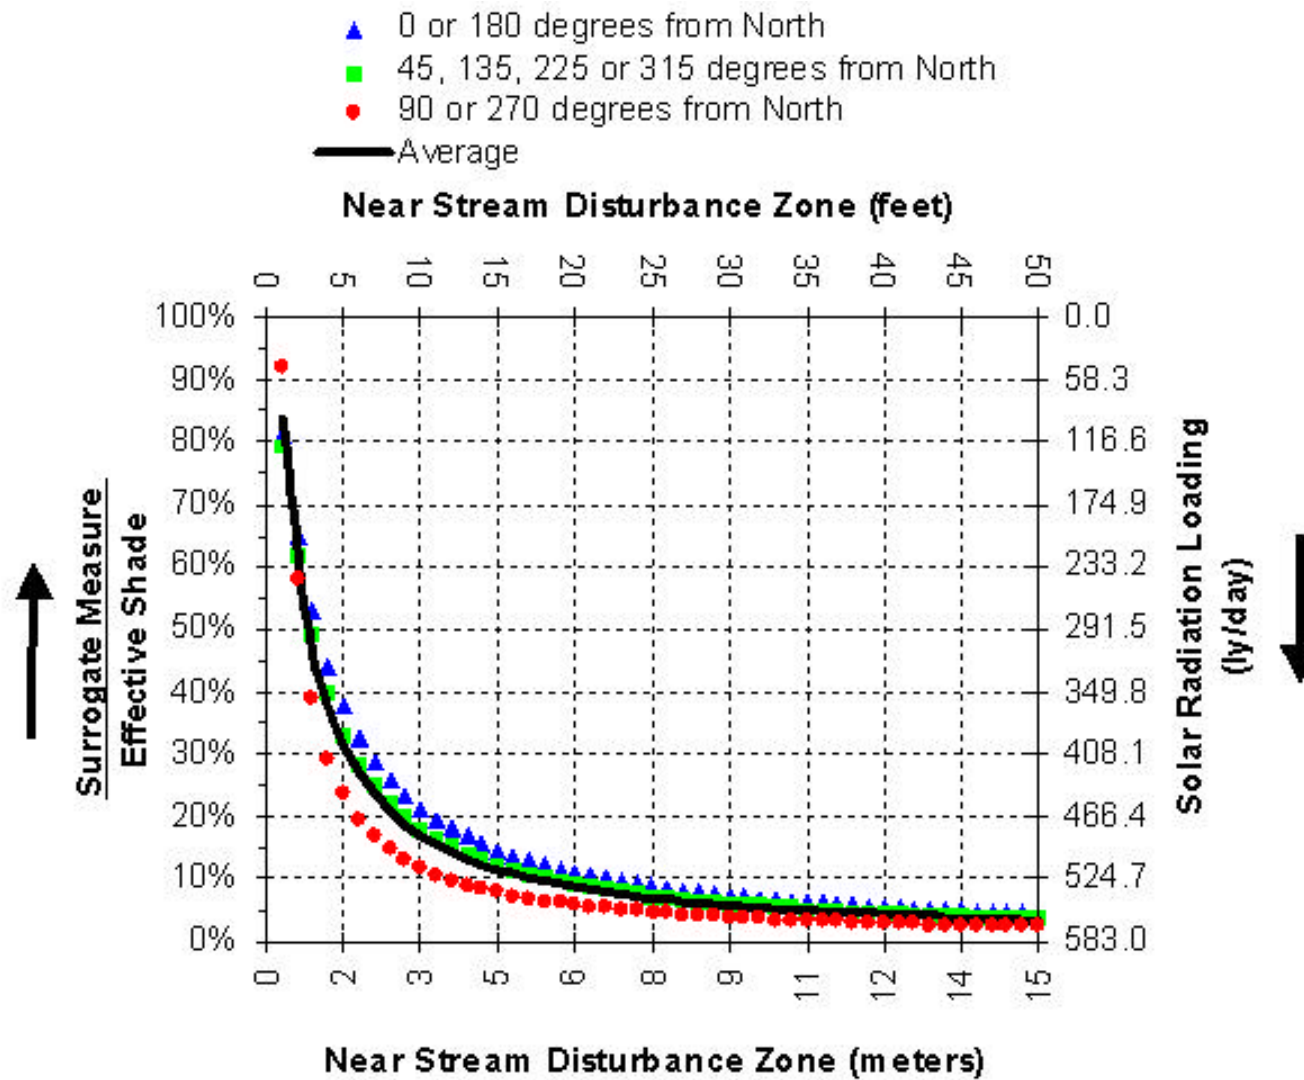 0 or 180 degrees from North
45, 135, 225 or 315 degrees from North
90 or 270 degrees from North
Average
Near Stream Disturbance Zone (feet)
0 5 10 15 20 25 30 35 40 45 50
100% 0.0
90% 58.3
80% 116.6
70% 174.9
60% 233.2
50% 291.5
40% 349.8
30% 408.1
20% 466.4
10% 524.7
0% 583.0
Surrogate Measure
Effective Shade
Solar Radiation Loading
(ly/day)
0 2 3 5 6 8 9 11 12 14 15
Near Stream Disturbance Zone (meters)